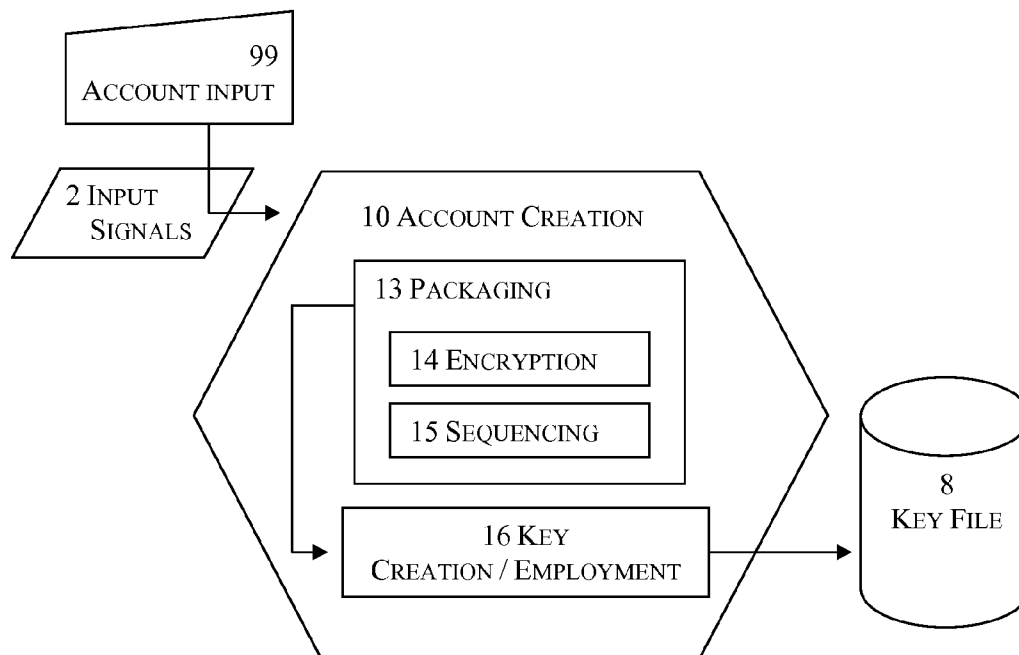 99
ACCOUNT INPUT
2 INPUT
SIGNALS
10 ACCOUNT CREATION
13 PACKAGING
14 ENCRYPTION
15 SEQUENCING
16 KEY
CREATION / EMPLOYMENT
8
KEY FILE